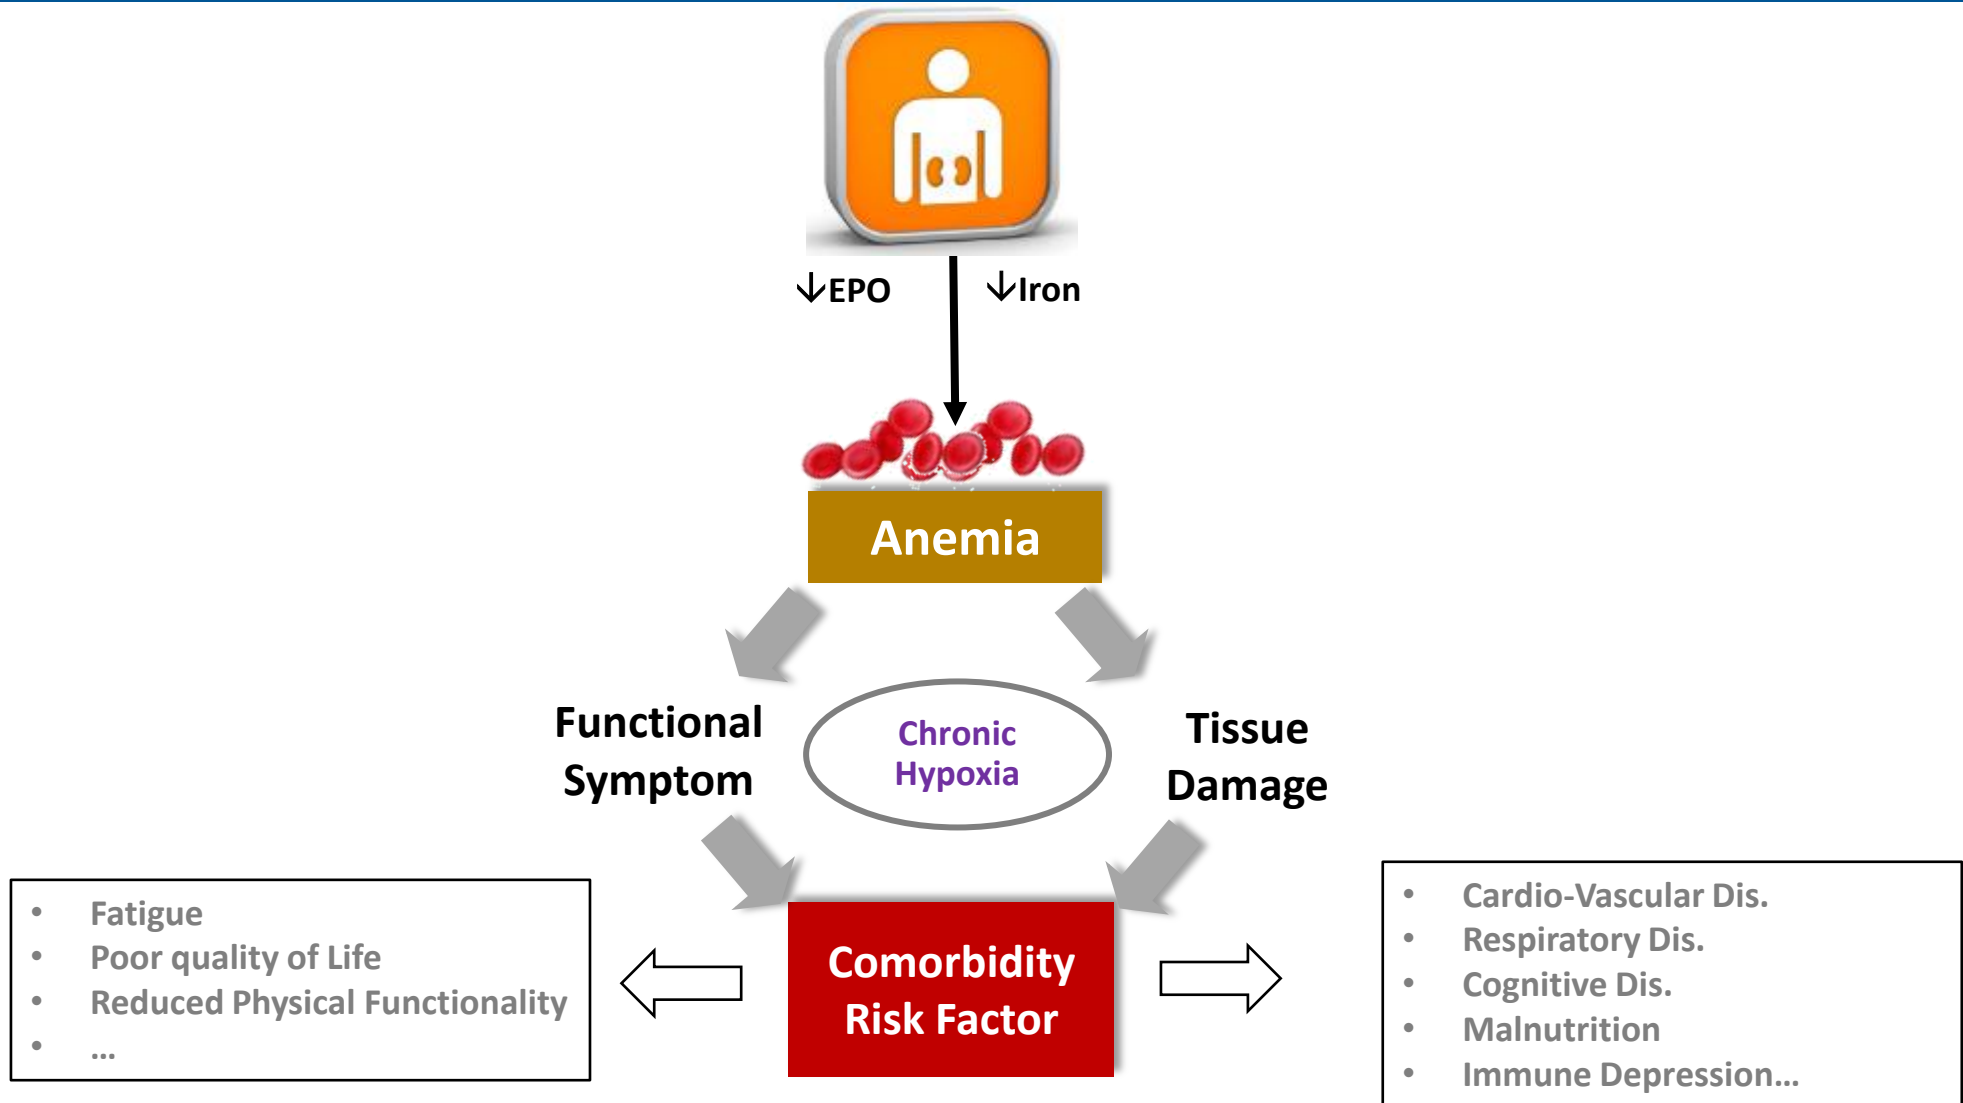 ↓EPO
↓Iron
Anemia
Functional
Symptom
Chronic
Hypoxia
Tissue
Damage
• Fatigue
• Poor quality of Life
• Reduced Physical Functionality
• ...
Comorbidity
Risk Factor
• Cardio-Vascular Dis.
• Respiratory Dis.
• Cognitive Dis.
• Malnutrition
• Immune Depression...